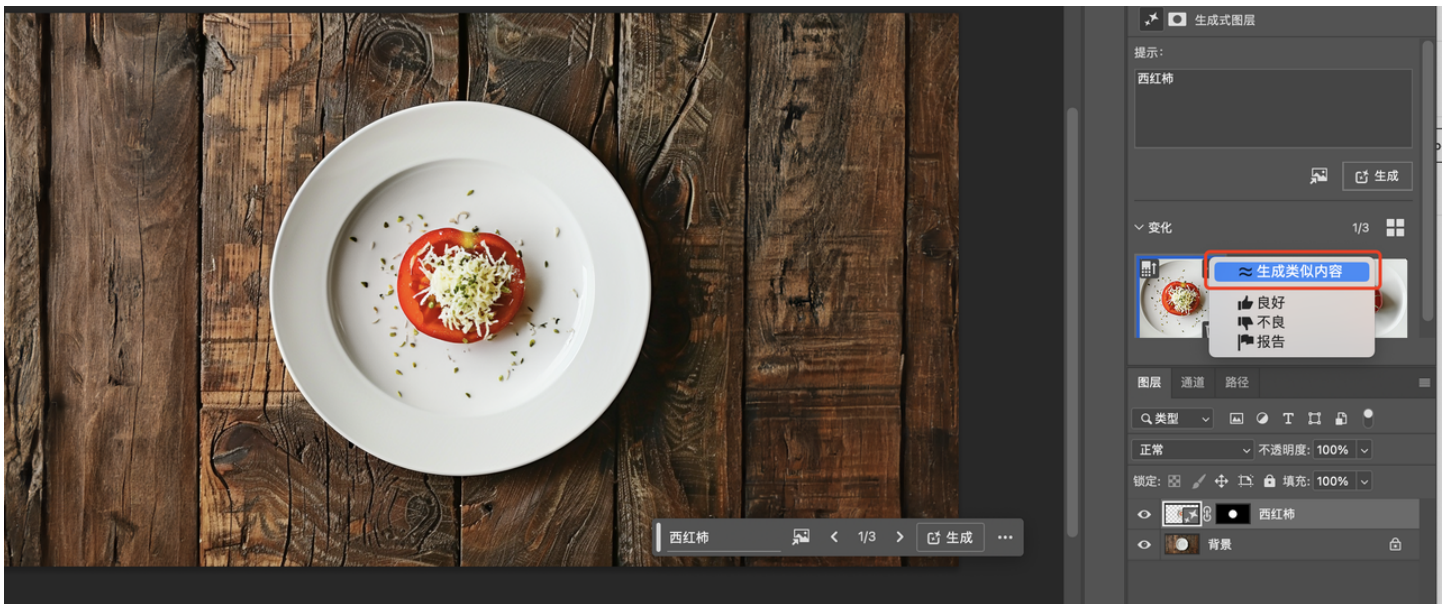 生成式图层
提示:
西红柿
生成
变化
1/3
生成类似内容
良好
不良
报告
图层 通道 路径
类型
正常 不透明度: 100%
锁定: 填充: 100%
西红柿
背景
西红柿 1/3 生成